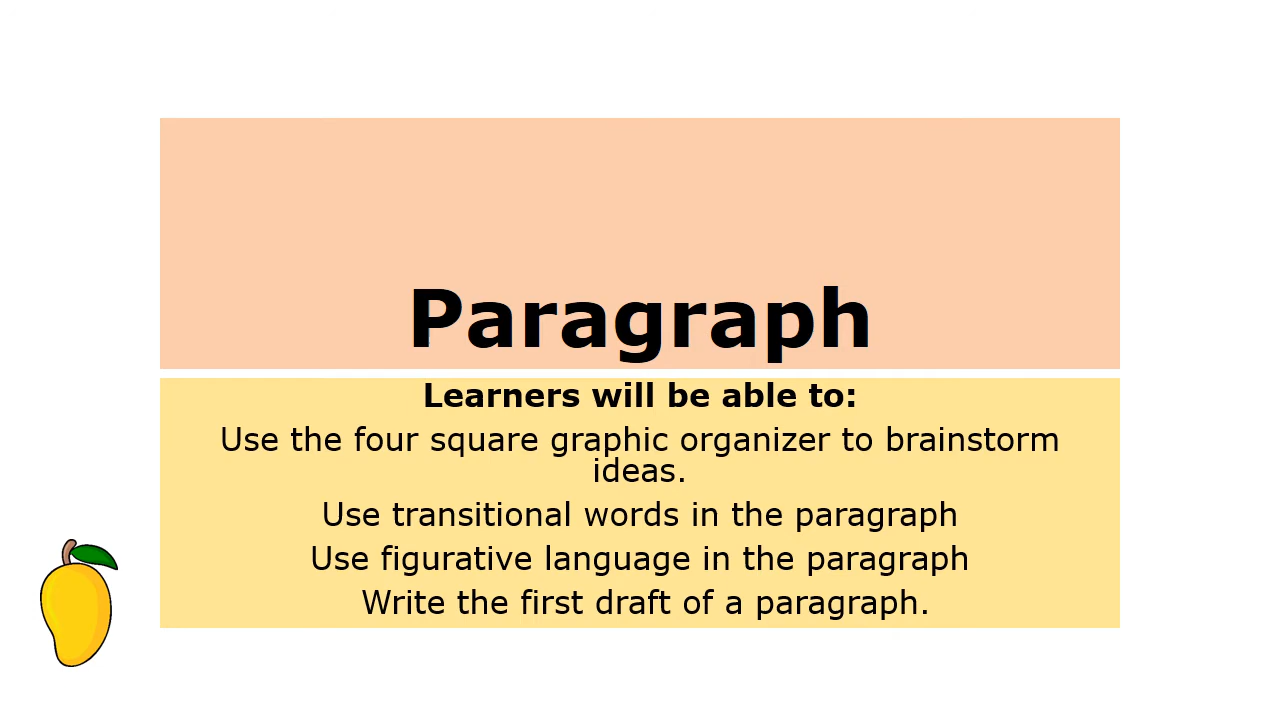 Paragraph
Learners will be able to:
Use the four square graphic organizer to brainstorm
ideas.
Use transitional words in the paragraph
Use figurative language in the paragraph
Write the first draft of a paragraph.